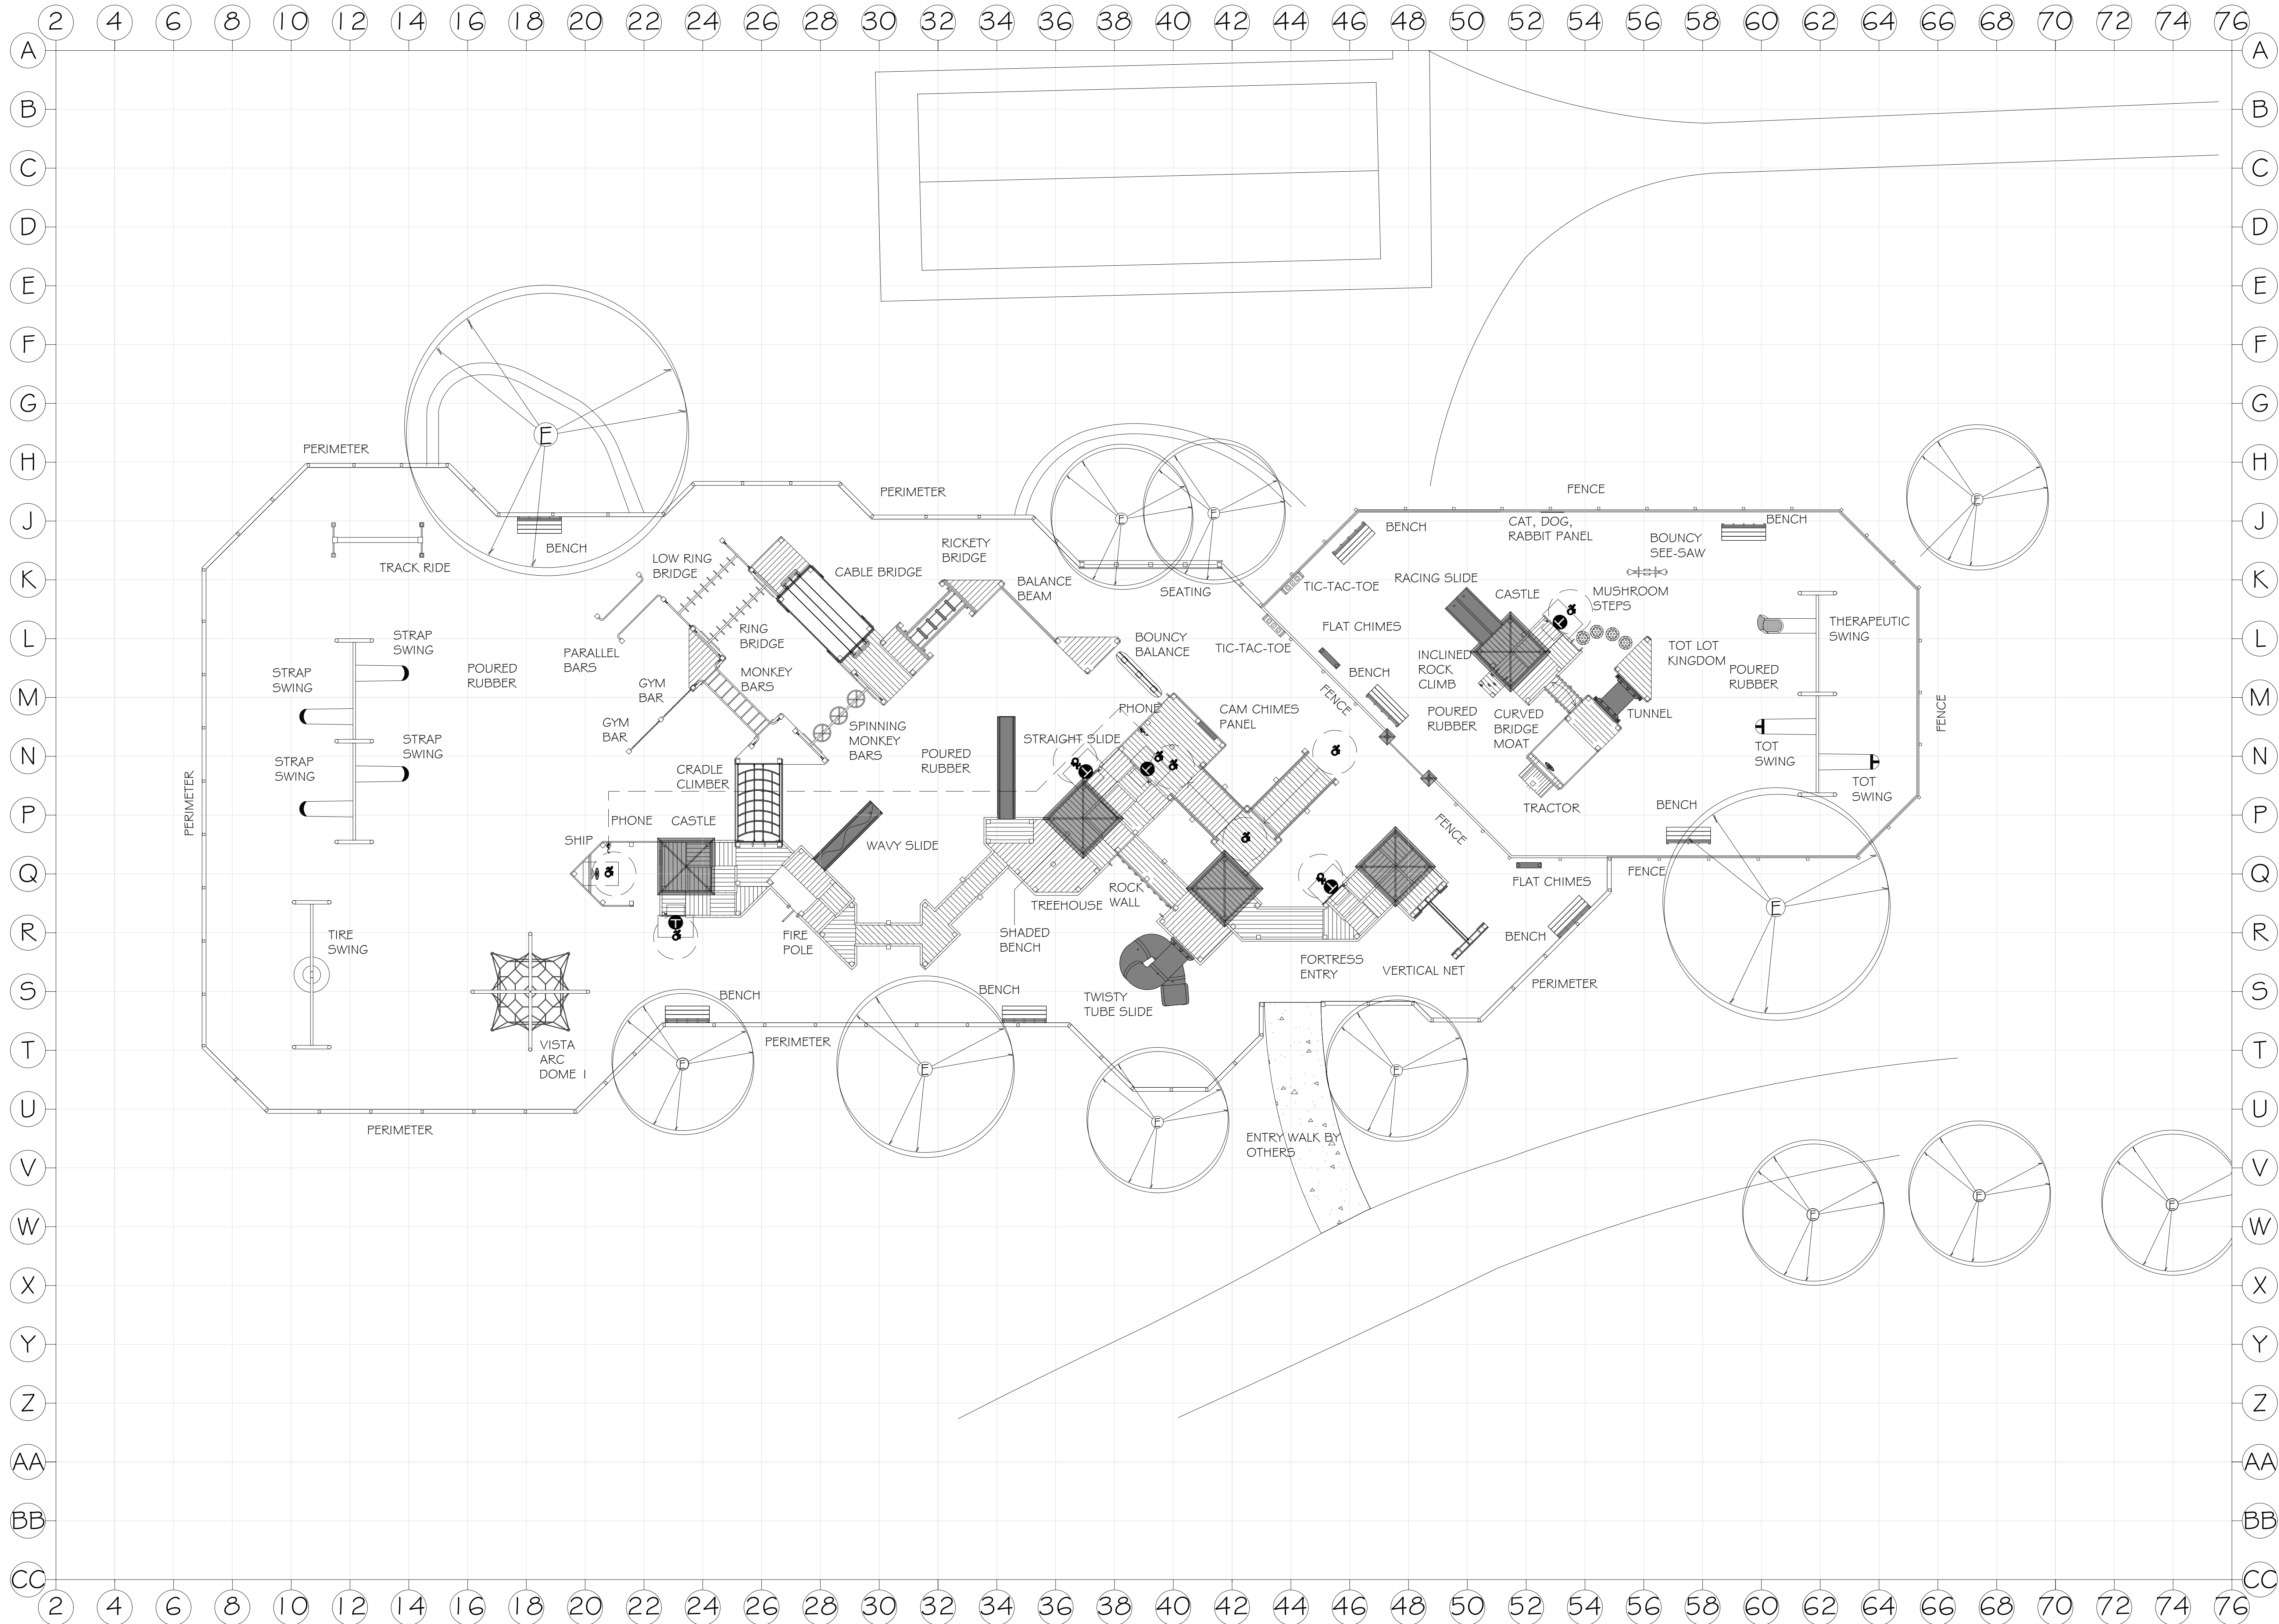 2 4 6 8 10 12 14 16 18 20 22 24 26 28 30 32 34 36 38 40 42 44 46 48 50 52 54 56 58 60 62 64 66 68 70 72 74 76
A A
B B
C C
D D
E E
F F
G G
H H
J J
K K
L L
M M
N N
P P
Q Q
R R
S S
T T
U U
V V
W W
X X
Y Y
Z Z
AA AA
BB BB
CC CC
2 4 6 8 10 12 14 16 18 20 22 24 26 28 30 32 34 36 38 40 42 44 46 48 50 52 54 56 58 60 62 64 66 68 70 72 74 76
E
PERIMETER
PERIMETER
BENCH
TRACK RIDE
LOW RING
BRIDGE
CABLE BRIDGE
RICKETY
BRIDGE
BALANCE
BEAM
E
E
SEATING
RING
BRIDGE
PARALLEL
BARS
STRAP
SWING
STRAP
SWING
POURED
RUBBER
GYM
BAR
GYM
BAR
MONKEY
BARS
SPINNING
MONKEY
BARS
BOUNCY
BALANCE
STRAP
SWING
STRAP
SWING
PERIMETER
CRADLE
CLIMBER
POURED
RUBBER
STRAIGHT SLIDE
PHONE
CAM CHIMES
PANEL
SHIP
PHONE
CASTLE
WAVY SLIDE
TREEHOUSE
ROCK
WALL
SHADED
BENCH
FIRE
POLE
TIRE
SWING
VISTA
ARC
DOME 1
BENCH
BENCH
PERIMETER
PERIMETER
TWISTY
TUBE SLIDE
FORTRESS
ENTRY
VERTICAL NET
BENCH
PERIMETER
FLAT CHIMES
FENCE
ENTRY WALK BY
OTHERS
FENCE
CAT, DOG,
RABBIT PANEL
BENCH
BENCH
BOUNCY
SEE-SAW
TIC-TAC-TOE
RACING SLIDE
CASTLE
MUSHROOM
STEPS
TIC-TAC-TOE
FLAT CHIMES
BENCH
INCLINED
ROCK
CLIMB
TOT LOT
KINGDOM
THERAPEUTIC
SWING
POURED
RUBBER
FENCE
POURED
RUBBER
CURVED
BRIDGE
MOAT
TUNNEL
FENCE
TOT
SWING
TOT
SWING
TRACTOR
BENCH
FENCE
E
E
E
E
E
E
E
E
E
T
T
T
T
T